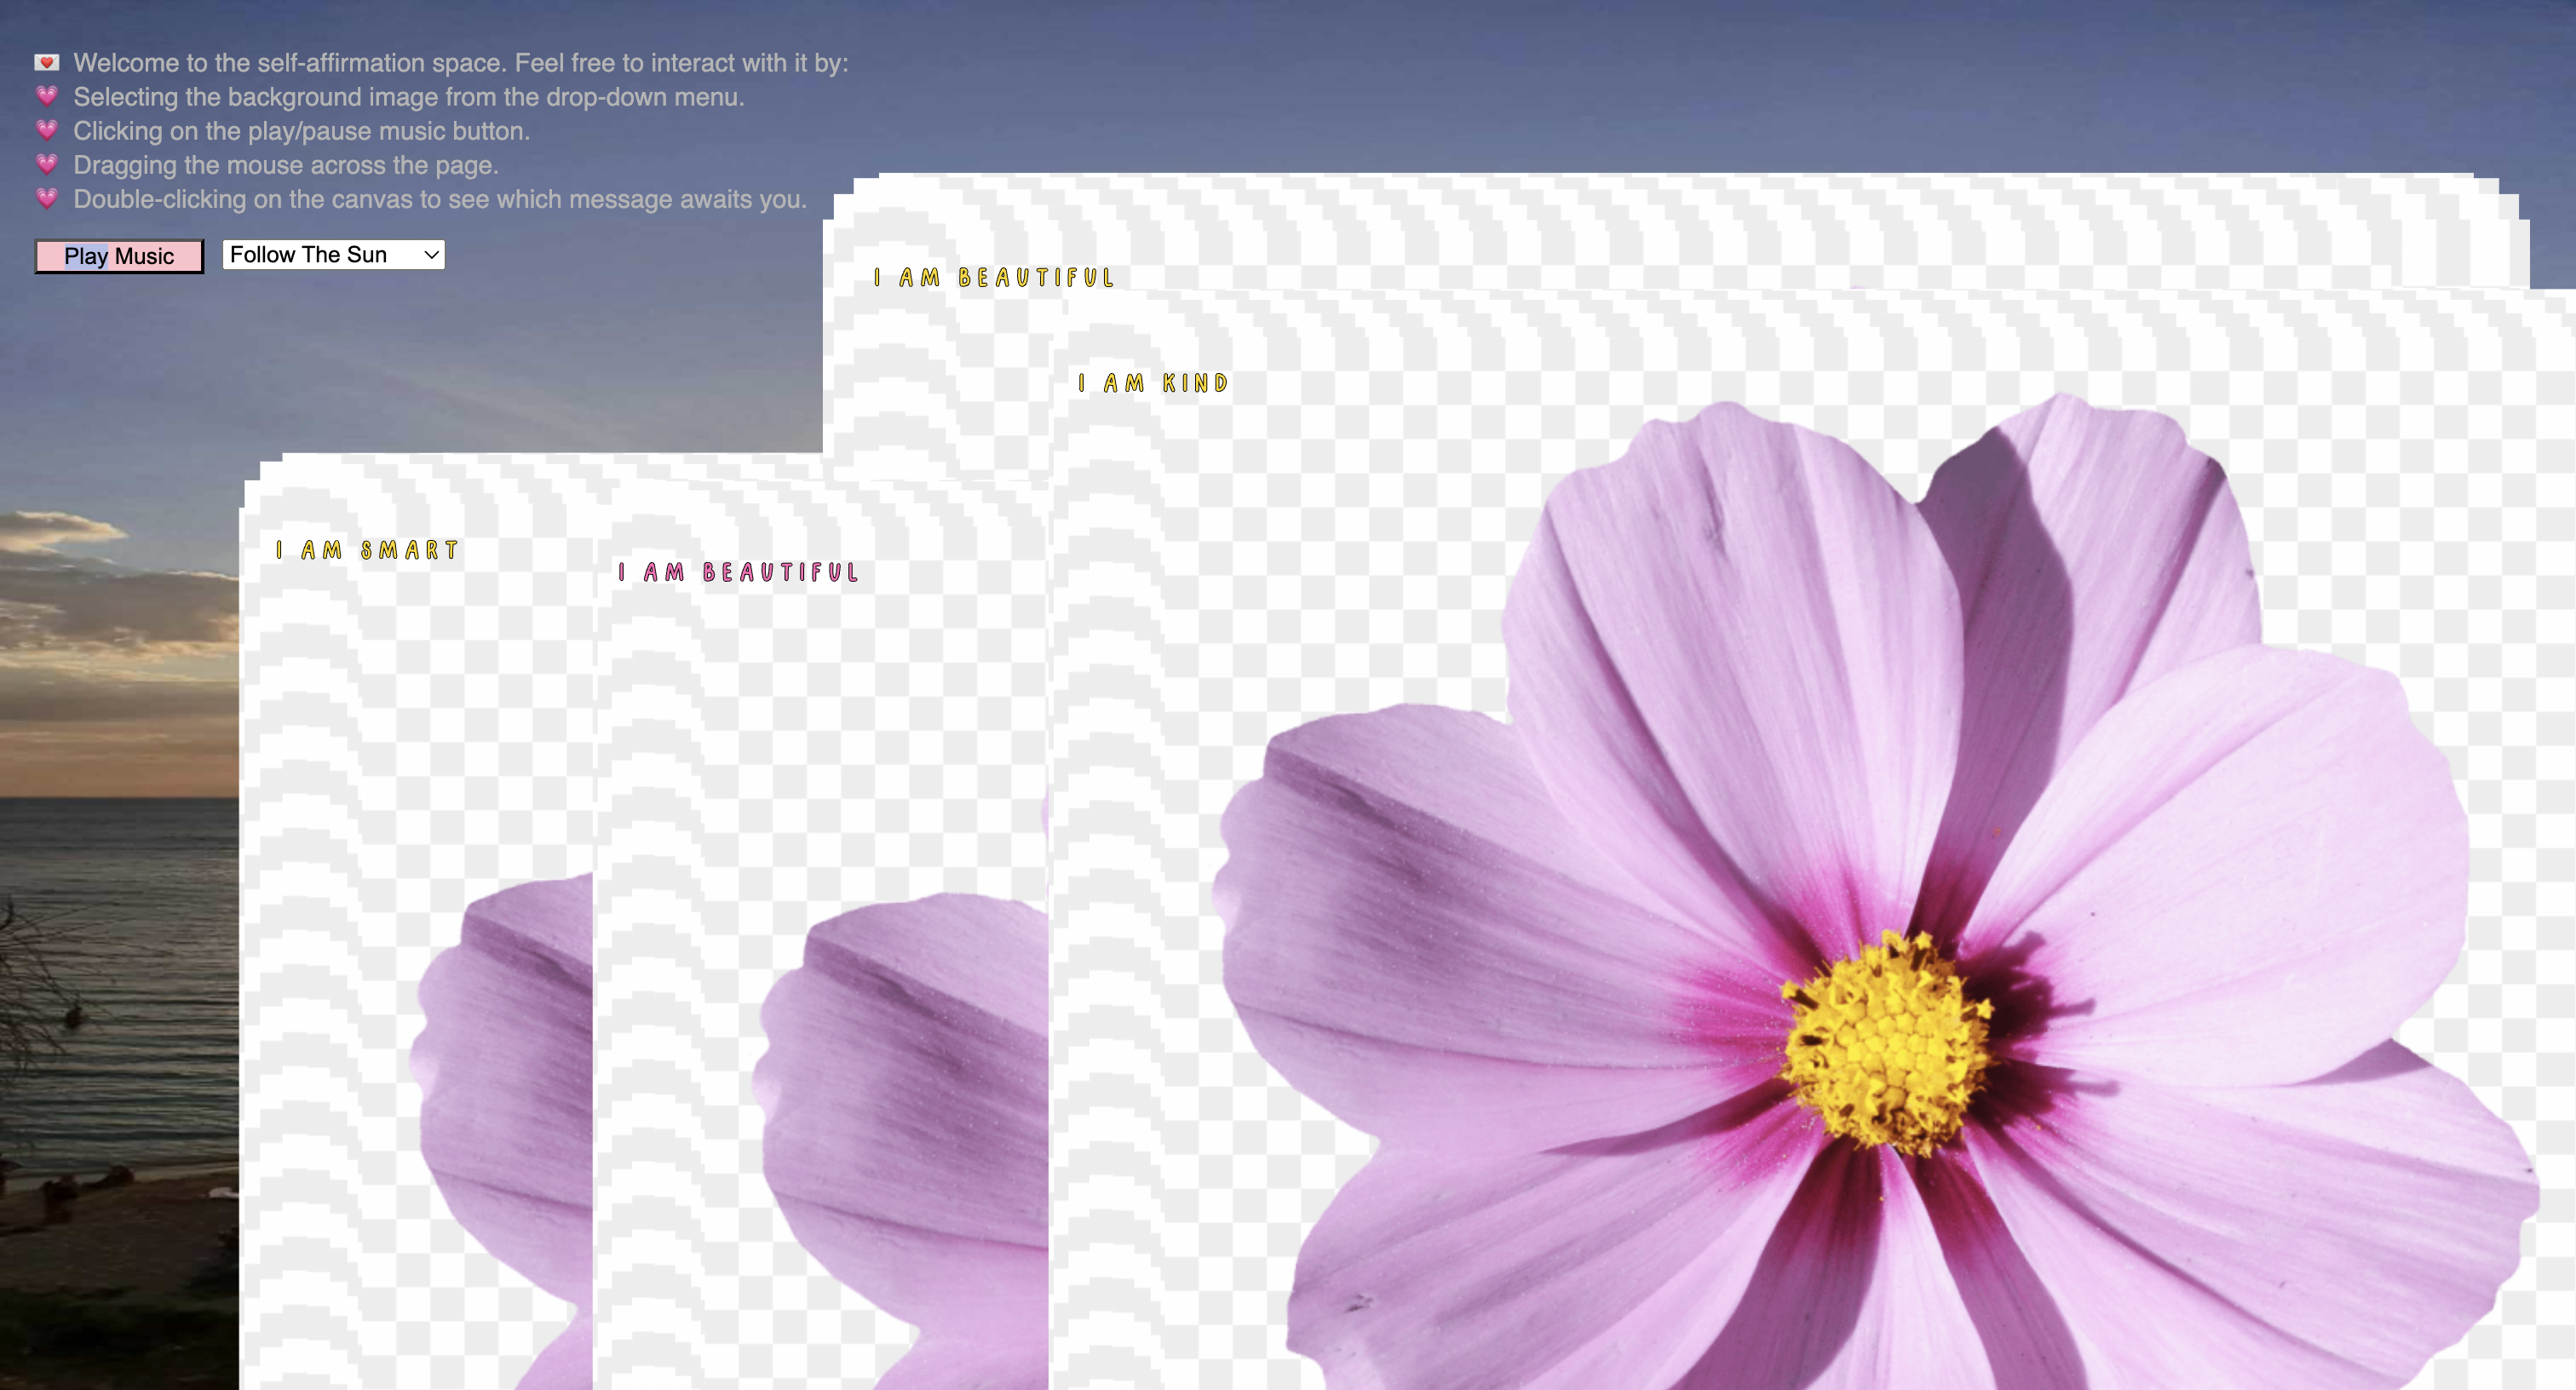 💌 Welcome to the self-affirmation space. Feel free to interact with it by:
💗 Selecting the background image from the drop-down menu.
💗 Clicking on the play/pause music button.
💗 Dragging the mouse across the page.
💗 Double-clicking on the canvas to see which message awaits you.
Play Music Follow The Sun
I AM BEAUTIFUL
I AM KIND
I AM SMART
I AM BEAUTIFUL